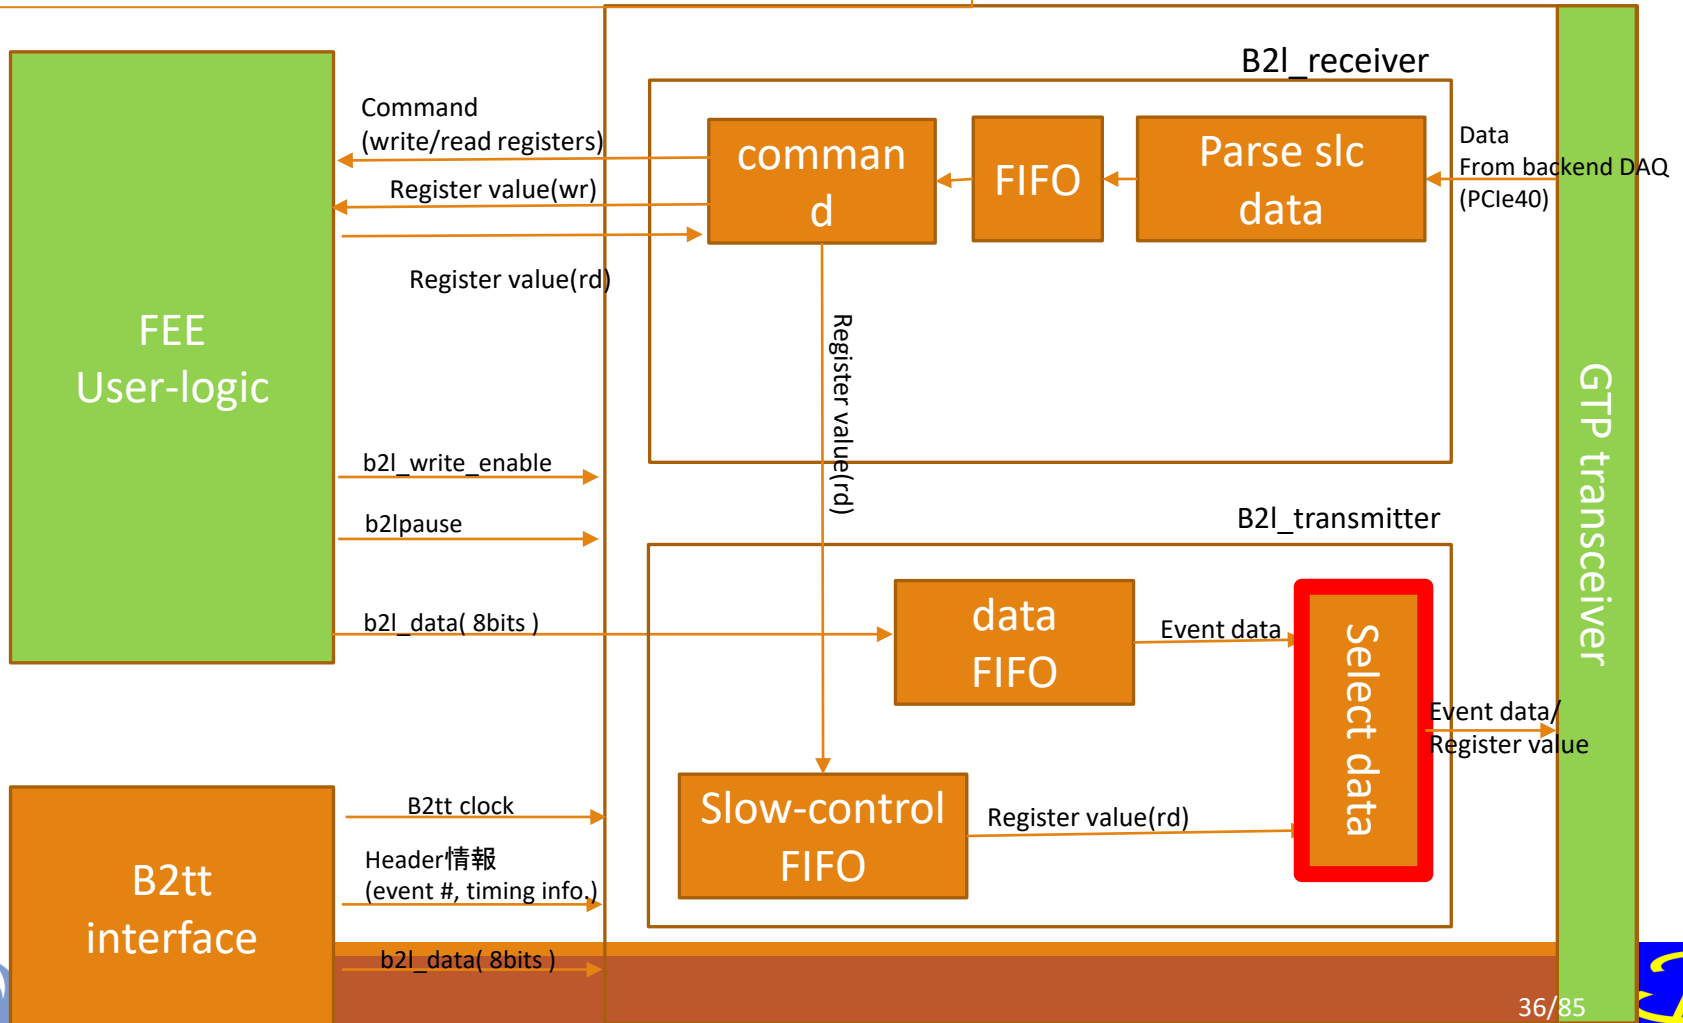 B2l_receiver
Command
(write/read registers)
Register value(wr)
Register value(rd)
comman
d
FIFO
Parse slc
data
Data
From backend DAQ
(PCIe40)
FEE
User-logic
Register value(rd)
GTP transceiver
b2l_write_enable
b2lpause
b2l_data( 8bits )
B2l_transmitter
data
FIFO
Event data
Select data
Event data/
Register value
Slow-control
FIFO
Register value(rd)
B2tt
interface
B2tt clock
Header情報
(event #, timing info.)
b2l_data( 8bits )
36/85